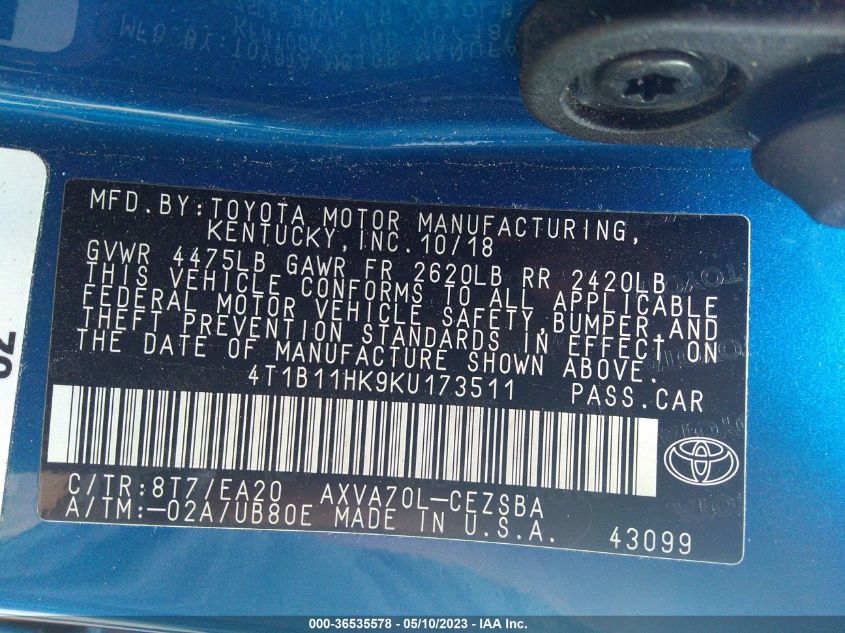 MFD.BY:TOYOTA MOTOR MANUFACTURING,
KENTUCKY, INC. 10/18
GVWR 4475LB GAWR FR 2620LB RR 2420LB
THIS VEHICLE CONFORMS TO ALL APPLICABLE
FEDERAL MOTOR VEHICLE SAFETY, BUMPER, AND
THEFT PREVENTION STANDARDS IN EFFECT ON
THE DATE OF MANUFACTURE SHOWN ABOVE.
4T1B11HK9KU173511 PASS.CAR
C/TR:8T7/EA20 AXVA70L-CEZSBA
A/TM:-02A/UB80E MADE IN U.S.A. 43099
000-36535578 - 05/10/2023 - IAA Inc.